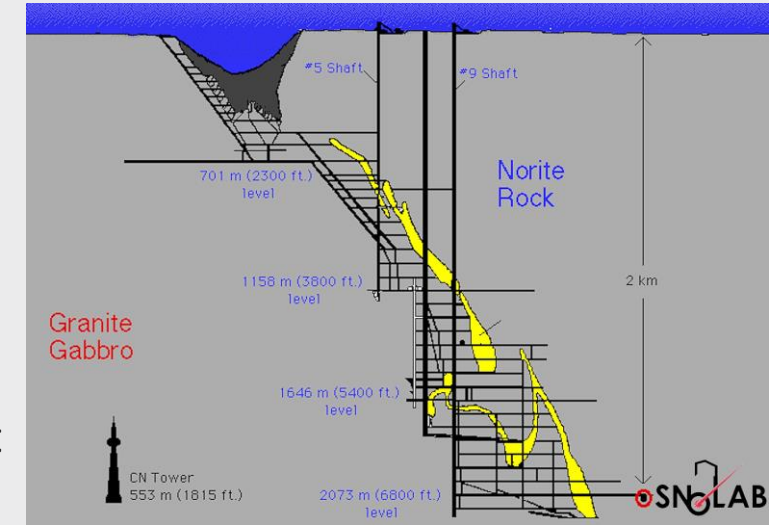 #5 Shaft
#9 Shaft
701 m (2300 ft.)
level
Norite
Rock
1158 m (3800 ft.)
level
2 km
Granite
Gabbro
1646 m (5400 ft.)
level
CN Tower
553 m (1815 ft.)
2073 m (6800 ft.)
level
SNOLAB
: